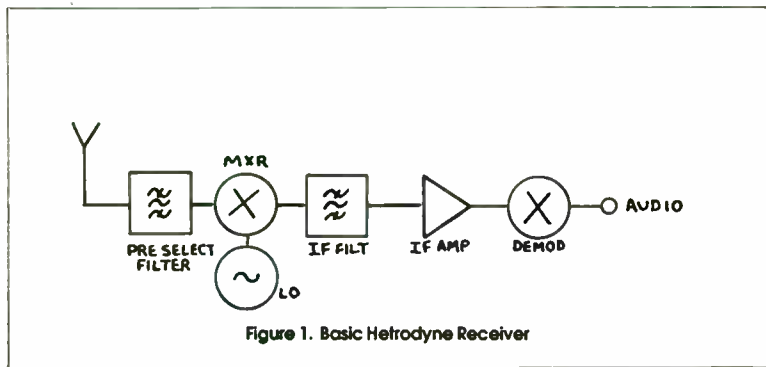 MXR
PRE SELECT
FILTER
IF FILT
IF AMP
DEMOD
AUDIO
LO
Figure 1. Basic Hetrodyne Receiver